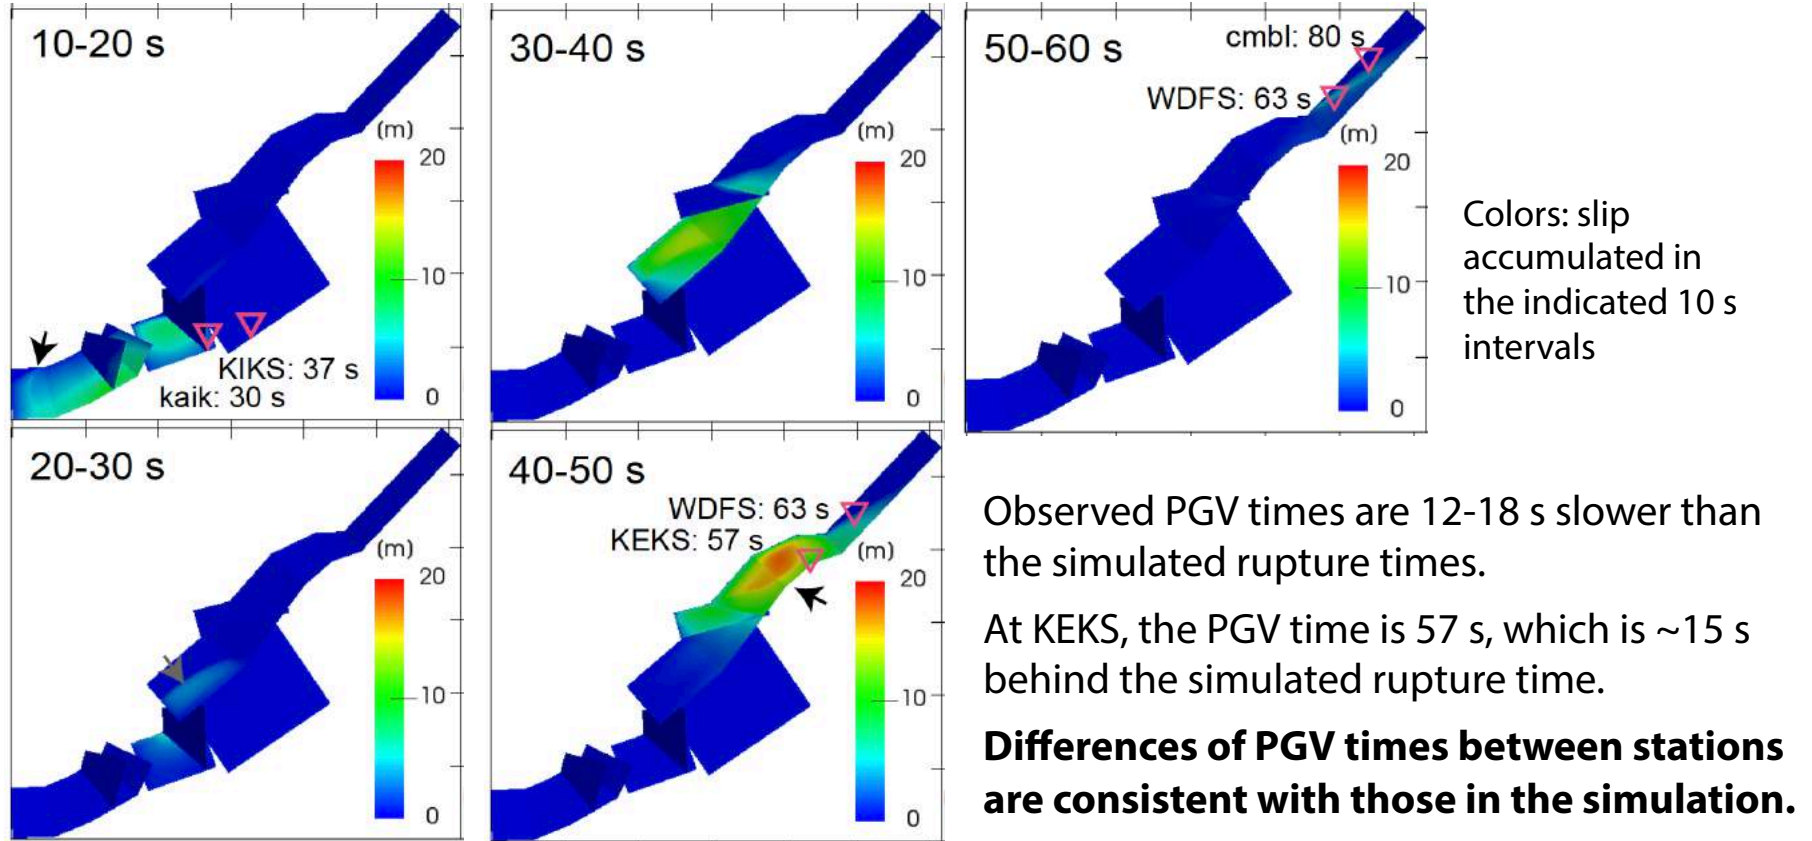 10-20 s
(m)
20
10
0
KIKS: 37 s
kaik: 30 s
30-40 s
(m)
20
10
0
50-60 s
cmbl: 80 s
WDFS: 63 s
(m)
20
10
0
Colors: slip
accumulated in
the indicated 10 s
intervals
20-30 s
(m)
20
10
0
40-50 s
WDFS: 63 s
KEKS: 57 s
(m)
20
10
0
Observed PGV times are 12-18 s slower than
the simulated rupture times.
At KEKS, the PGV time is 57 s, which is ~15 s
behind the simulated rupture time.
Differences of PGV times between stations
are consistent with those in the simulation.